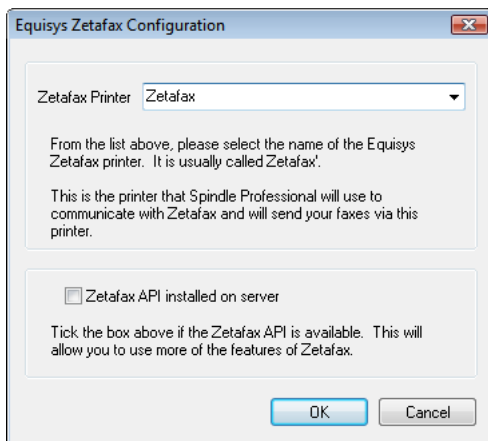 Equisys Zetafax Configuration
Zetafax Printer Zetafax
From the list above, please select the name of the Equisys
Zetafax printer. It is usually called Zetafax'.
This is the printer that Spindle Professional will use to
communicate with Zetafax and will send your faxes via this
printer.
Zetafax API installed on server
Tick the box above if the Zetafax API is available. This will
allow you to use more of the features of Zetafax.
OK Cancel